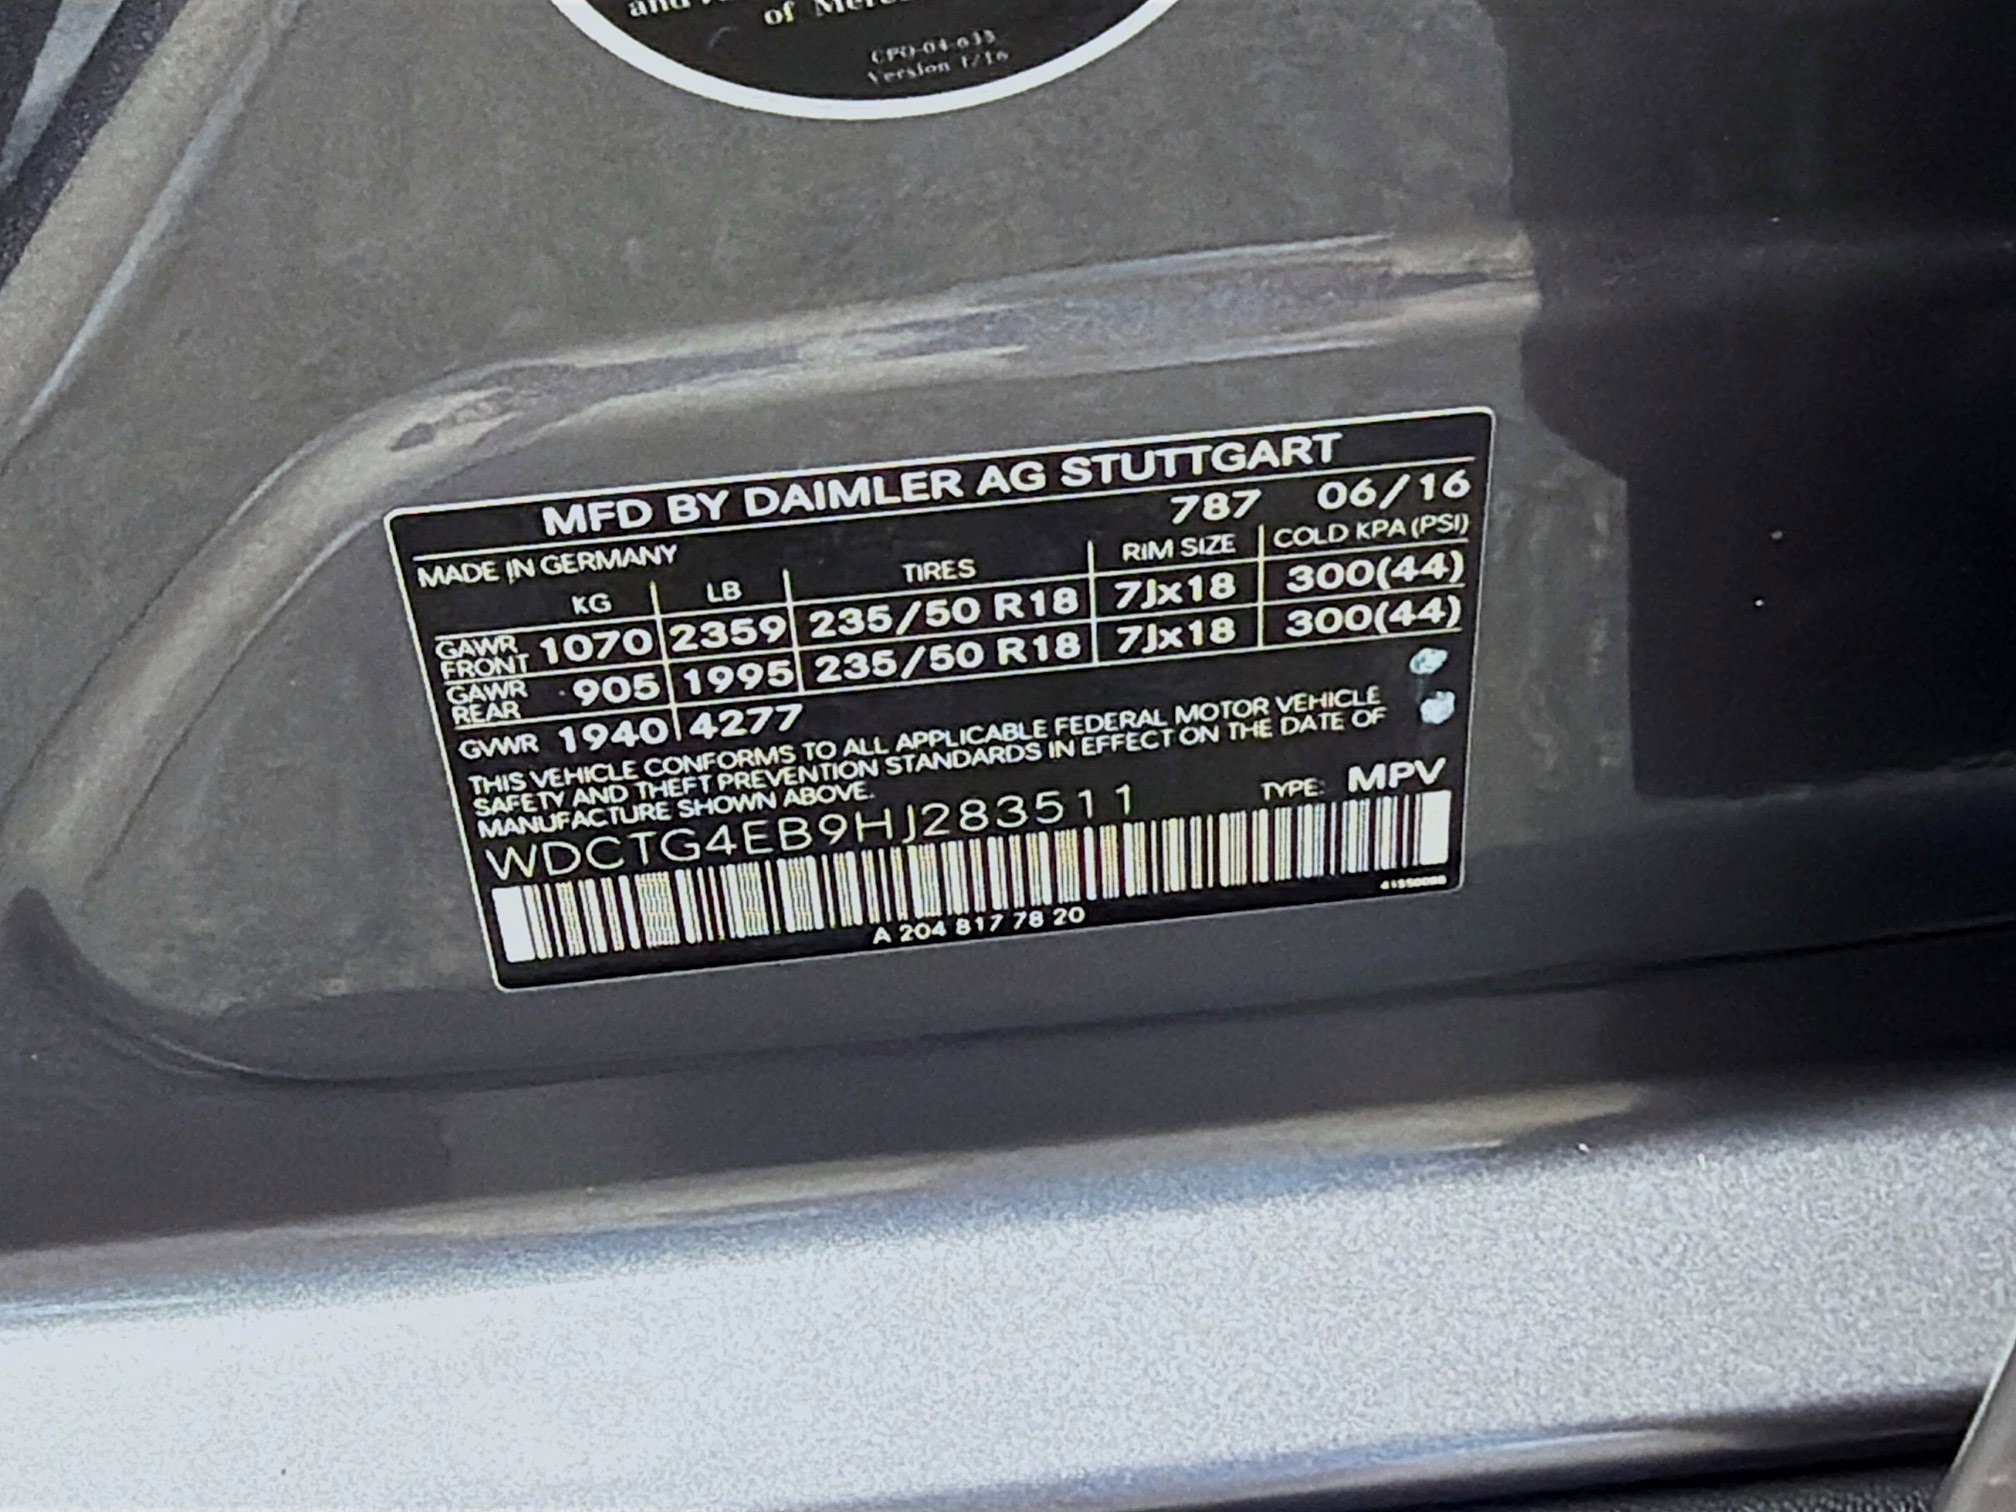 of
CPO-04-635
Version 1/16
MFD BY DAIMLER AG STUTTGART
787 06/16
MADE IN GERMANY
KG LB TIRES RIM SIZE COLD KPA (PSI)
GAWR FRONT 1070 2359 235/50 R18 7Jx18 300(44)
GAWR REAR 905 1995 235/50 R18 7Jx18 300(44)
GVWR 1940 4277
THIS VEHICLE CONFORMS TO ALL APPLICABLE FEDERAL MOTOR VEHICLE
SAFETY AND THEFT PREVENTION STANDARDS IN EFFECT ON THE DATE OF
MANUFACTURE SHOWN ABOVE.
WDCTG4EB9HJ283511 TYPE: MPV
A 204 817 78 20